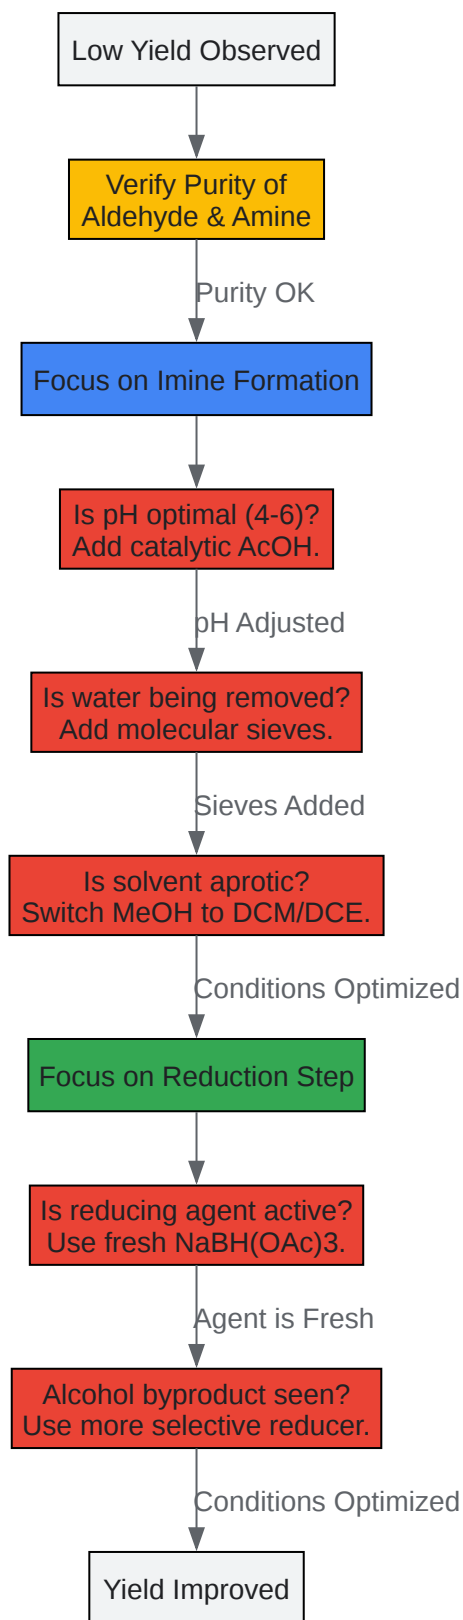 Low Yield Observed
Verify Purity of
Aldehyde & Amine
Purity OK
Focus on Imine Formation
Is pH optimal (4-6)?
Add catalytic AcOH.
pH Adjusted
Is water being removed?
Add molecular sieves.
Sieves Added
Is solvent aprotic?
Switch MeOH to DCM/DCE.
Conditions Optimized
Focus on Reduction Step
Is reducing agent active?
Use fresh NaBH(OAc)3.
Agent is Fresh
Alcohol byproduct seen?
Use more selective reducer.
Conditions Optimized
Yield Improved